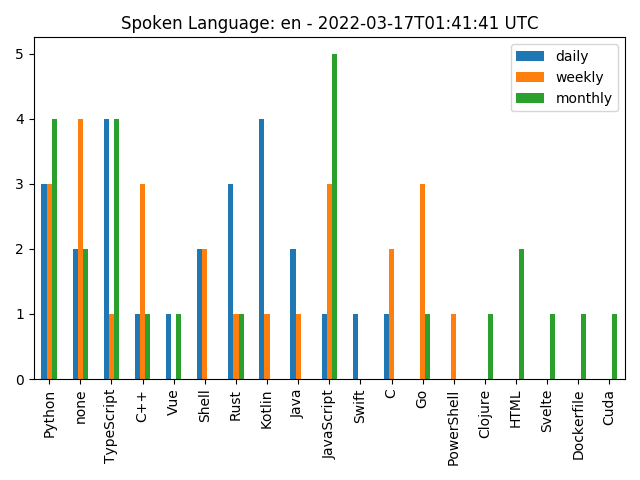 Spoken Language: en - 2022-03-17T01:41:41 UTC
daily
weekly
monthly
5
4
3
2
1
0
Python
none
TypeScript
C++
Vue
Shell
Rust
Kotlin
Java
JavaScript
Swift
C
Go
PowerShell
Clojure
HTML
Svelte
Dockerfile
Cuda